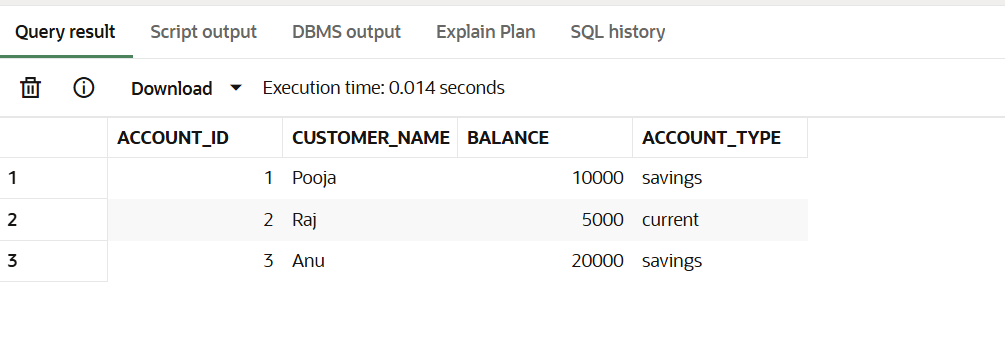 Query result Script output DBMS output Explain Plan SQL history
Download Execution time: 0.014 seconds
ACCOUNT_ID CUSTOMER_NAME BALANCE ACCOUNT_TYPE
1 1 Pooja 10000 savings
2 2 Raj 5000 current
3 3 Anu 20000 savings